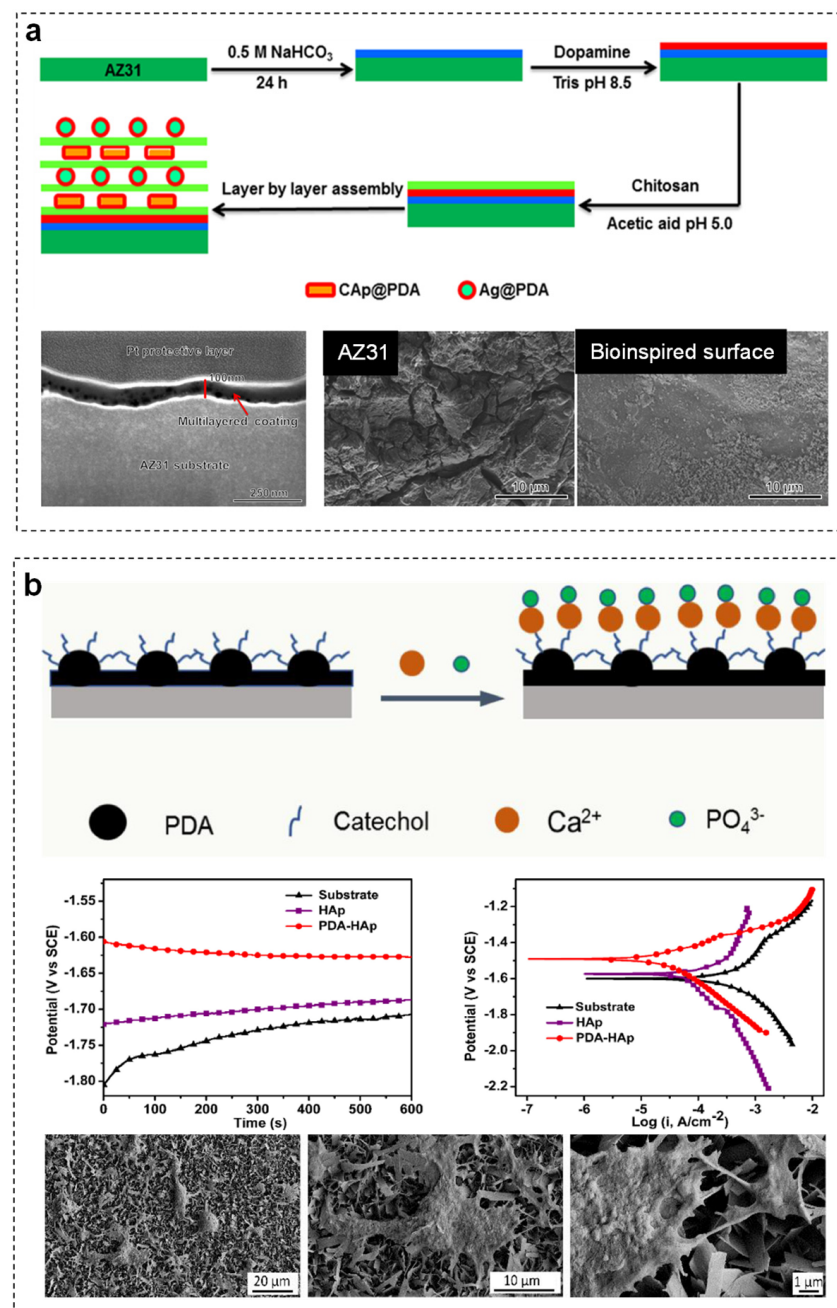 a
AZ31
0.5 M NaHCO3
24 h
Dopamine
Tris pH 8.5
Layer by layer assembly
Chitosan
Acetic aid pH 5.0
CAp@PDA
Ag@PDA
Pt protective layer
100nm
Multilayered coating
AZ31 substrate
250 nm
AZ31
10 µm
Bioinspired surface
10 µm
b
PDA
Catechol
Ca2+
PO43-
Potential (V vs SCE)
-1.55
-1.60
-1.65
-1.70
-1.75
-1.80
Substrate
HAp
PDA-HAp
0 100 200 300 400 500 600
Time (s)
Potential (V vs SCE)
-1.2
-1.4
-1.6
-1.8
-2.0
-2.2
Substrate
HAp
PDA-HAp
-7 -6 -5 -4 -3 -2
Log (i, A/cm-2)
20 µm
10 µm
1 µm